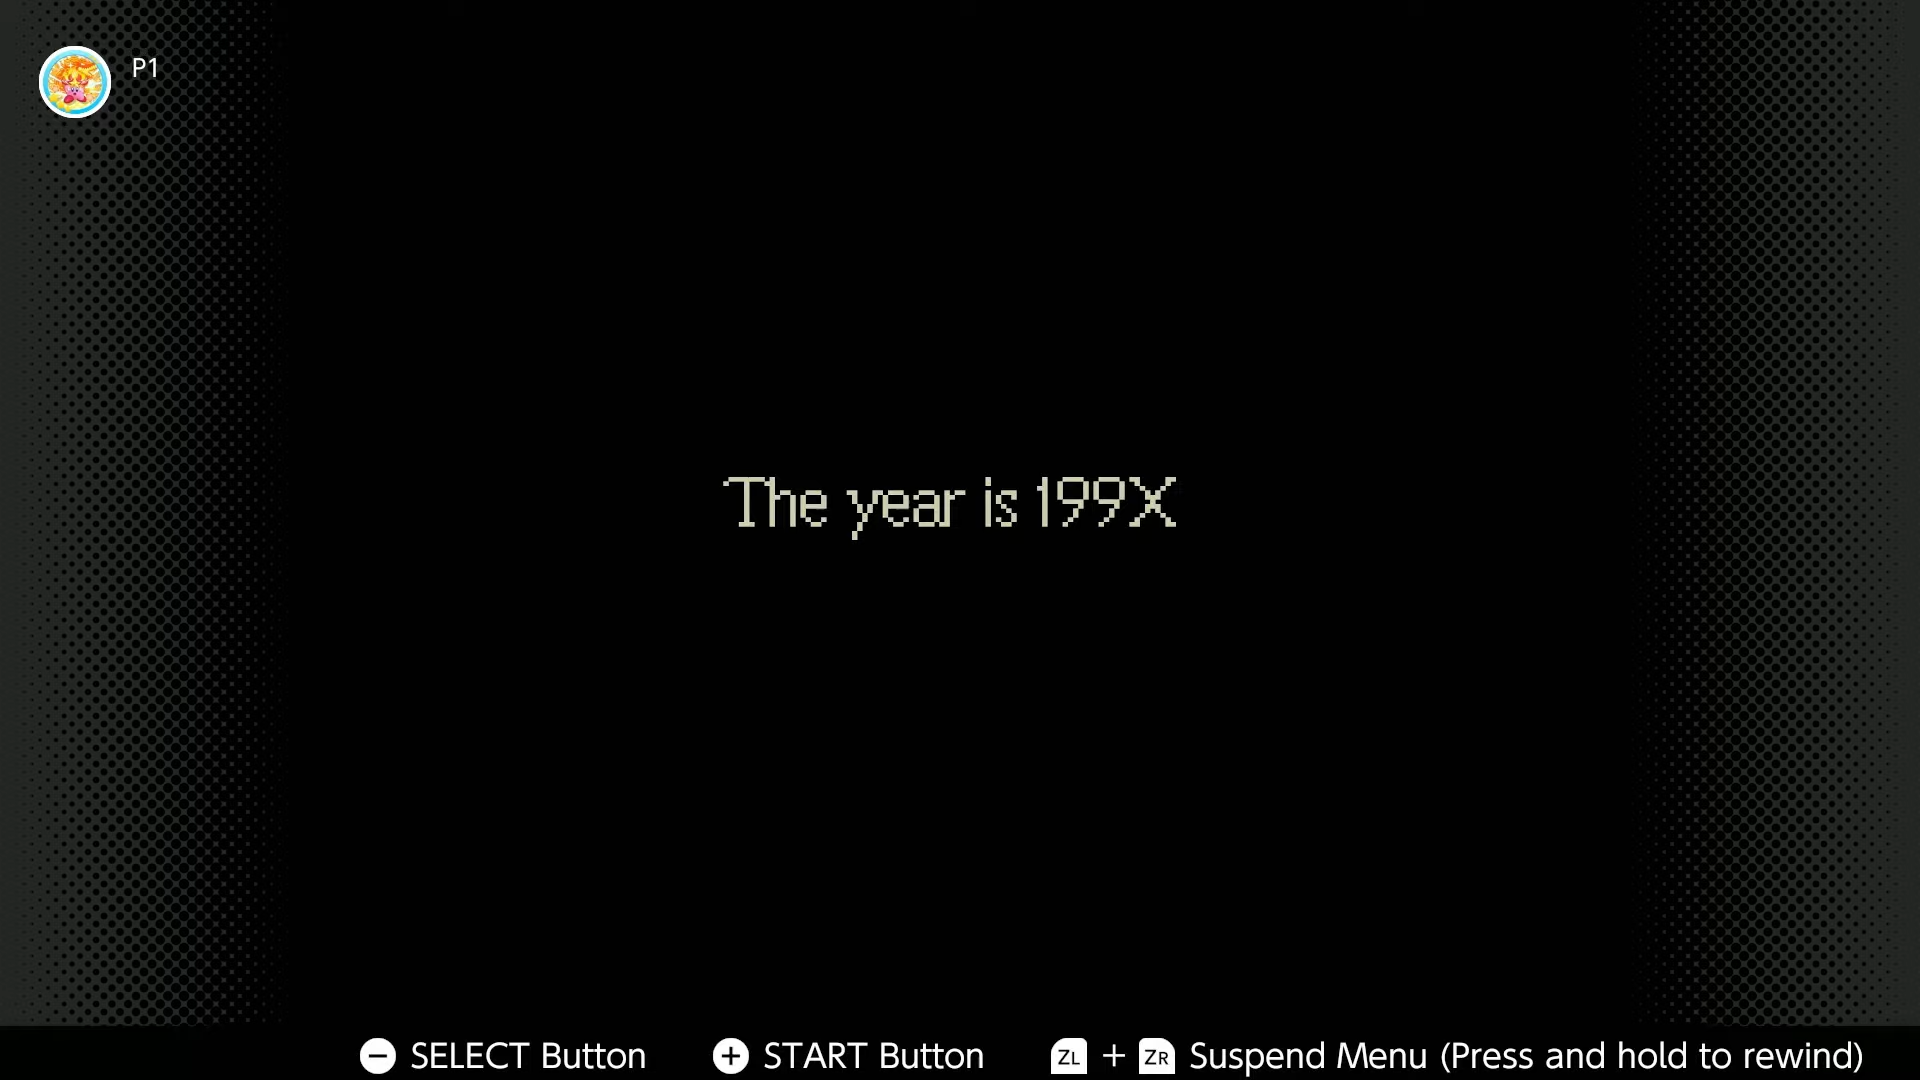 P1
The year is 199X
SELECT Button START Button ZL + ZR Suspend Menu (Press and hold to rewind)